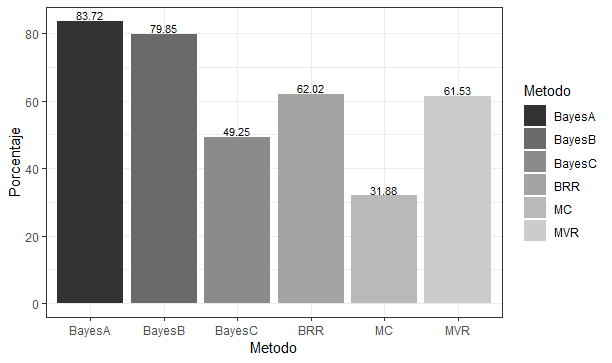 83.72
79.85
49.25
62.02
31.88
61.53
80
60
40
20
0
Porcentaje
BayesA BayesB BayesC BRR MC MVR
Metodo
Metodo
BayesA
BayesB
BayesC
BRR
MC
MVR